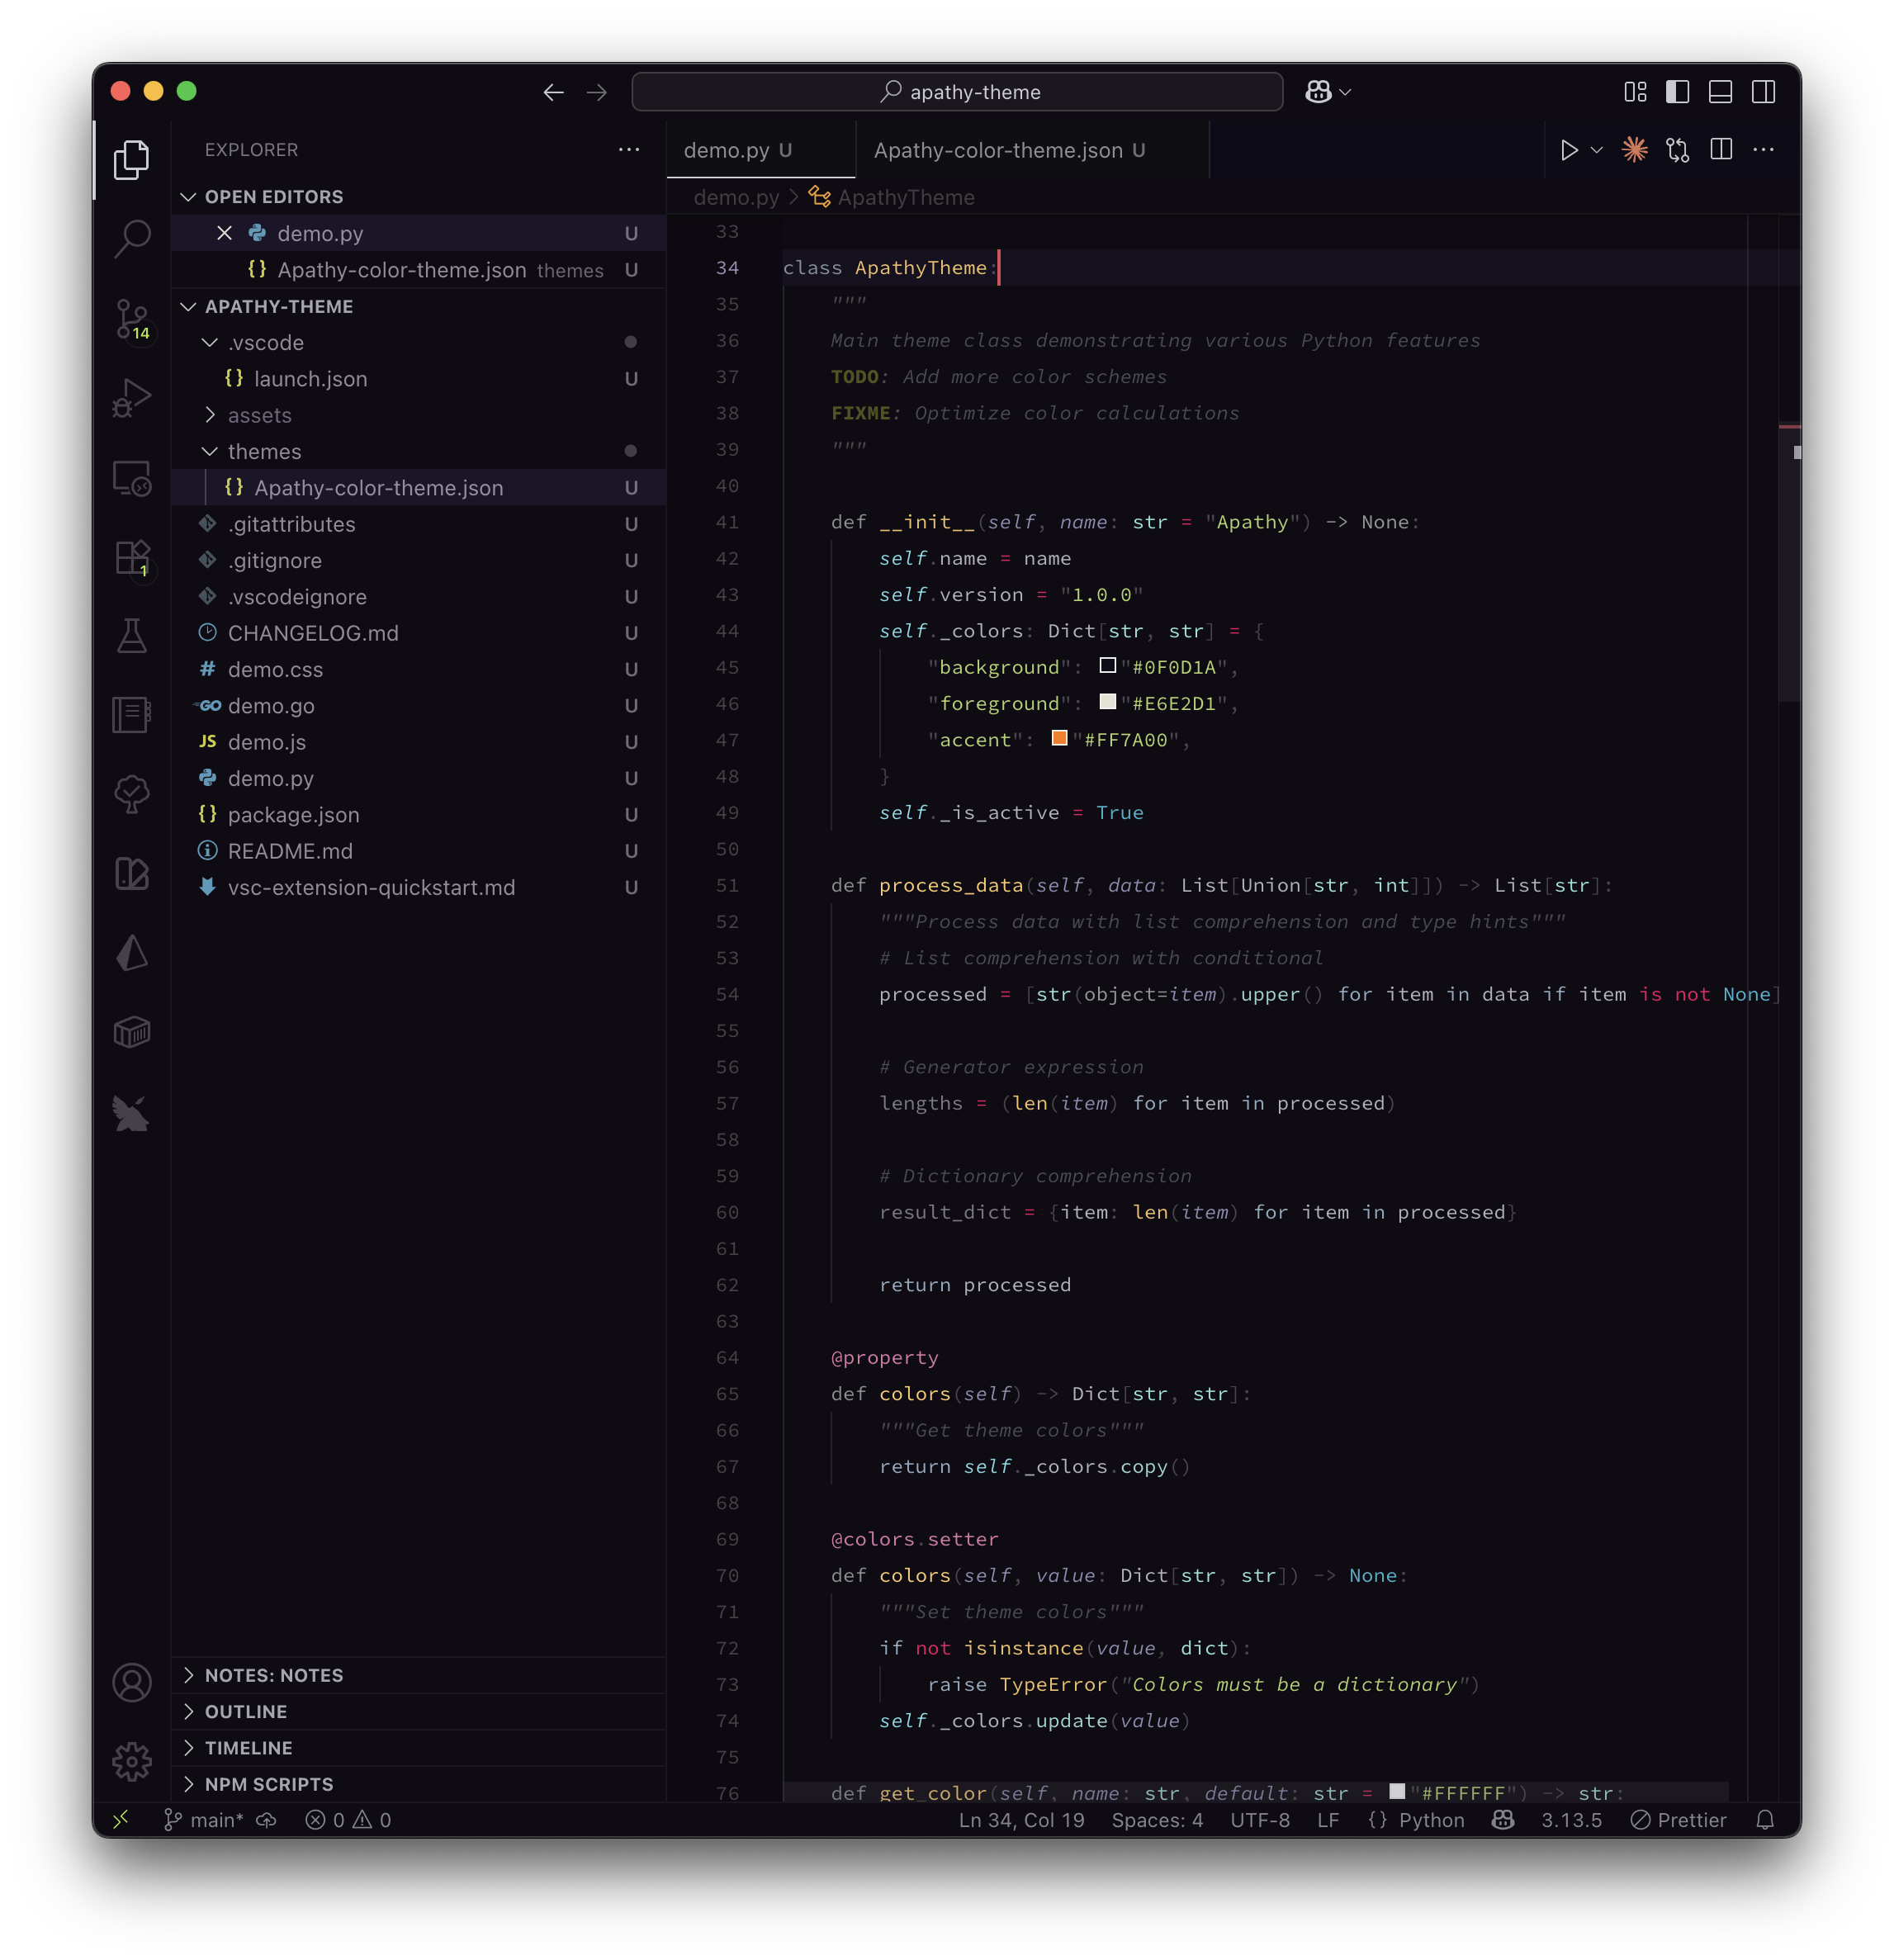 apathy-theme
EXPLORER
OPEN EDITORS
demo.py U
Apathy-color-theme.json themes U
APATHY-THEME
.vscode
{} launch.json U
assets
themes
{} Apathy-color-theme.json U
.gitattributes U
.gitignore U
.vscodeignore U
CHANGELOG.md U
# demo.css U
GO demo.go U
JS demo.js U
demo.py U
{} package.json U
README.md U
vsc-extension-quickstart.md U
NOTES: NOTES
OUTLINE
TIMELINE
NPM SCRIPTS
14
1
demo.py U
Apathy-color-theme.json U
demo.py > ApathyTheme
33
34 class ApathyTheme:
35     """
36     Main theme class demonstrating various Python features
37     TODO: Add more color schemes
38     FIXME: Optimize color calculations
39     """
40
41     def __init__(self, name: str = "Apathy") -> None:
42         self.name = name
43         self.version = "1.0.0"
44         self._colors: Dict[str, str] = {
45             "background": "#0F0D1A",
46             "foreground": "#E6E2D1",
47             "accent": "#FF7A00",
48         }
49         self._is_active = True
50
51     def process_data(self, data: List[Union[str, int]]) -> List[str]:
52         """Process data with list comprehension and type hints"""
53         # List comprehension with conditional
54         processed = [str(object=item).upper() for item in data if item is not None]
55
56         # Generator expression
57         lengths = (len(item) for item in processed)
58
59         # Dictionary comprehension
60         result_dict = {item: len(item) for item in processed}
61
62         return processed
63
64     @property
65     def colors(self) -> Dict[str, str]:
66         """Get theme colors"""
67         return self._colors.copy()
68
69     @colors.setter
70     def colors(self, value: Dict[str, str]) -> None:
71         """Set theme colors"""
72         if not isinstance(value, dict):
73             raise TypeError("Colors must be a dictionary")
74         self._colors.update(value)
75
76     def get_color(self, name: str, default: str = "#FFFFFF") -> str:
main* 0 0 Ln 34, Col 19 Spaces: 4 UTF-8 LF {} Python 3.13.5 Prettier